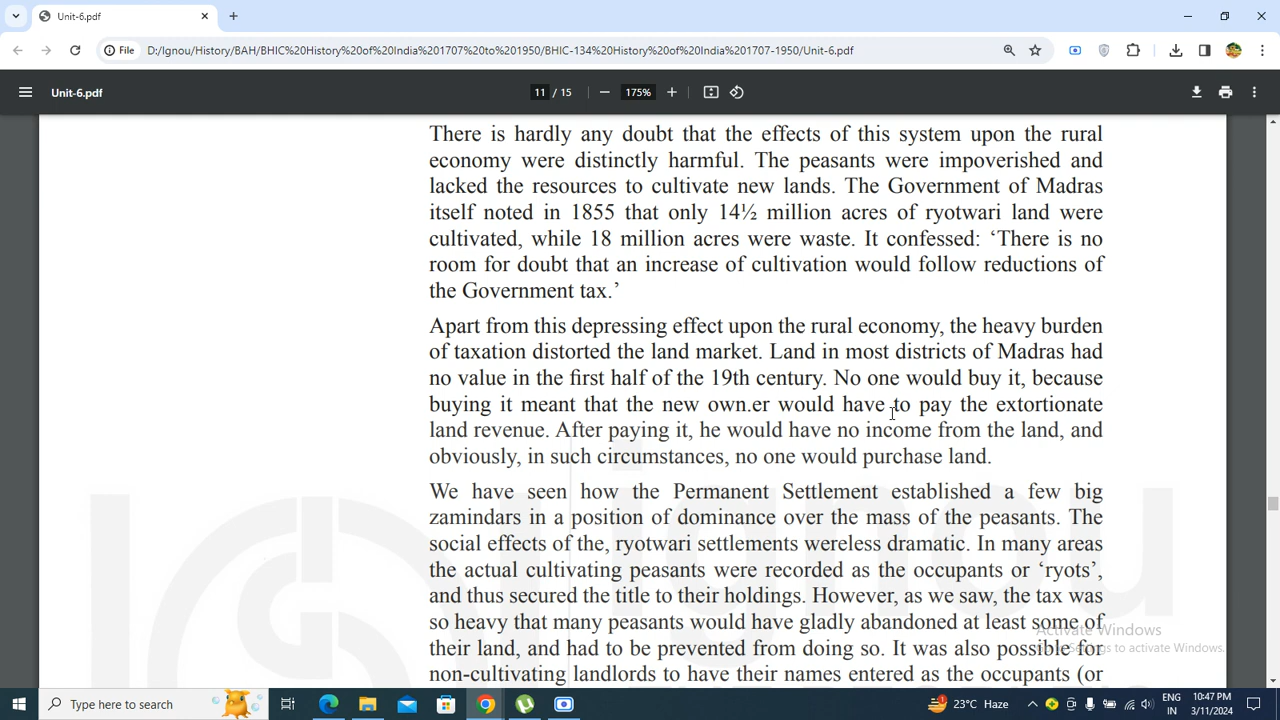 Unit-6.pdf
File
D:/Ignou/History/BAH/BHIC%20History%20of%20India%201707%20to%201950/BHIC-134%20History%20of%20India%201707-1950/Unit-6.pdf
Unit-6.pdf
11 / 15
175%
There is hardly any doubt that the effects of this system upon the rural
economy were distinctly harmful. The peasants were impoverished and
lacked the resources to cultivate new lands. The Government of Madras
itself noted in 1855 that only 14½ million acres of ryotwari land were
cultivated, while 18 million acres were waste. It confessed: ‘There is no
room for doubt that an increase of cultivation would follow reductions of
the Government tax.’
Apart from this depressing effect upon the rural economy, the heavy burden
of taxation distorted the land market. Land in most districts of Madras had
no value in the first half of the 19th century. No one would buy it, because
buying it meant that the new own.er would have to pay the extortionate
land revenue. After paying it, he would have no income from the land, and
obviously, in such circumstances, no one would purchase land.
We have seen how the Permanent Settlement established a few big
zamindars in a position of dominance over the mass of the peasants. The
social effects of the, ryotwari settlements wereless dramatic. In many areas
the actual cultivating peasants were recorded as the occupants or ‘ryots’,
and thus secured the title to their holdings. However, as we saw, the tax was
so heavy that many peasants would have gladly abandoned at least some of
their land, and had to be prevented from doing so. It was also possible for
non-cultivating landlords to have their names entered as the occupants (or
ignou
Activate Windows
Go to Settings to activate Windows.
Type here to search
23°C Haze
ENG
IN
10:47 PM
3/11/2024